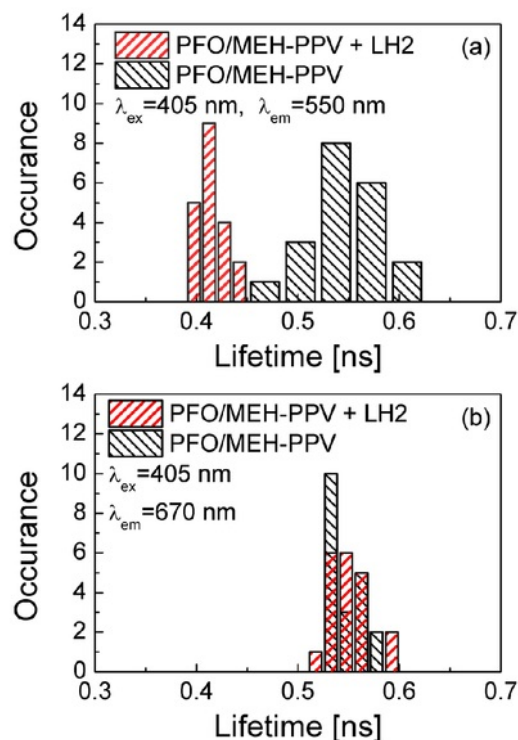 PFO/MEH-PPV + LH2 (a)
PFO/MEH-PPV
λex=405 nm, λem=550 nm
14
12
10
8
6
4
2
0
Occurance
0.3 0.4 0.5 0.6 0.7
Lifetime [ns]
PFO/MEH-PPV + LH2 (b)
PFO/MEH-PPV
λex=405 nm
λem=670 nm
14
12
10
8
6
4
2
0
Occurance
0.3 0.4 0.5 0.6 0.7
Lifetime [ns]